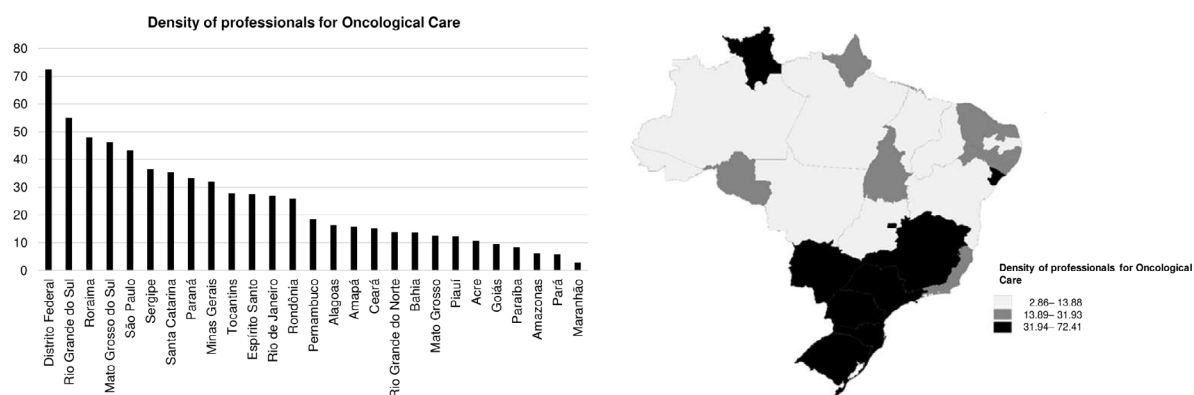 Density of professionals for Oncological Care
80
70
60
50
40
30
20
10
0
Distrito Federal
Rio Grande do Sul
Roraima
Mato Grosso do Sul
São Paulo
Sergipe
Santa Catarina
Paraná
Minas Gerais
Tocantins
Espírito Santo
Rio de Janeiro
Rondônia
Pernambuco
Alagoas
Amapá
Ceará
Rio Grande do Norte
Bahia
Mato Grosso
Piauí
Acre
Goiás
Paraíba
Amazonas
Pará
Maranhão
Density of professionals for Oncological
Care
2.86– 13.88
13.89– 31.93
31.94– 72.41